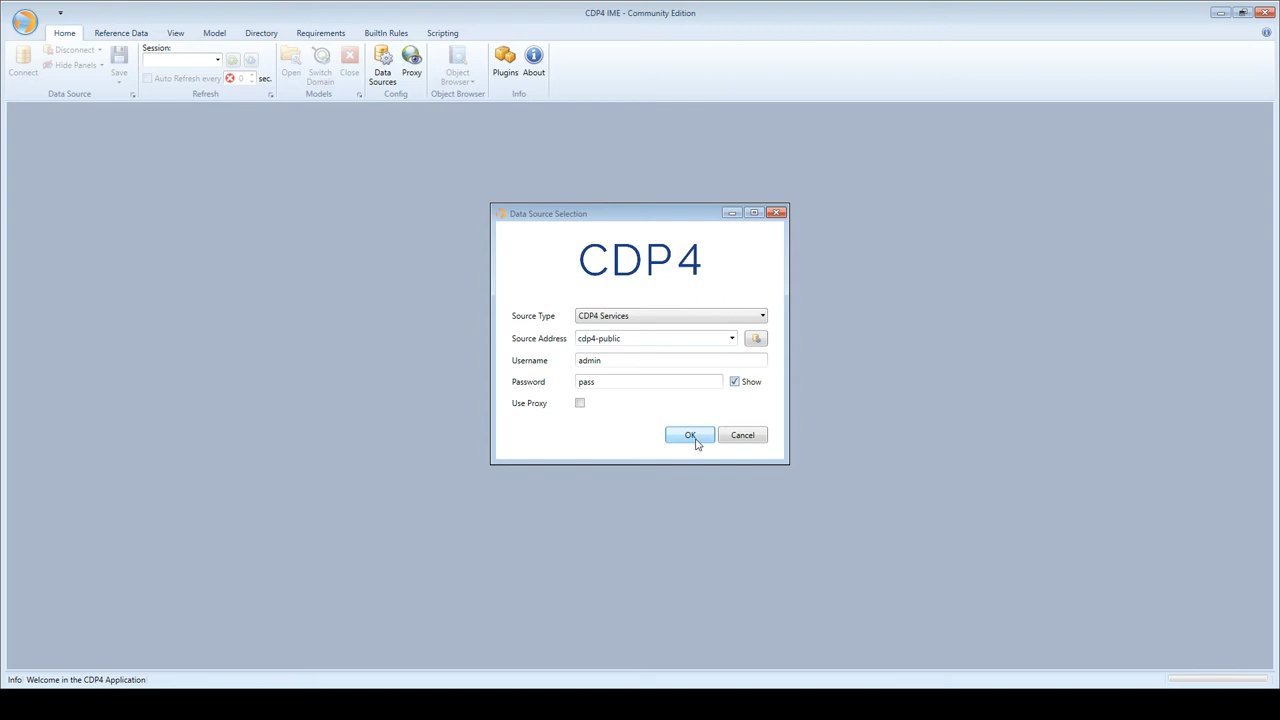 CDP4 IME - Community Edition
Home Reference Data View Model Directory Requirements BuiltIn Rules Scripting
Connect
Disconnect
Hide Panels
Save
Session:
Auto Refresh every 0 sec.
Open
Switch Domain
Close
Data Sources
Proxy
Object Browser
Plugins
About
Data Source Refresh Models Config Object Browser Info
Data Source Selection
CDP4
Source Type CDP4 Services
Source Address cdp4-public
Username admin
Password pass Show
Use Proxy
OK Cancel
Info: Welcome in the CDP4 Application